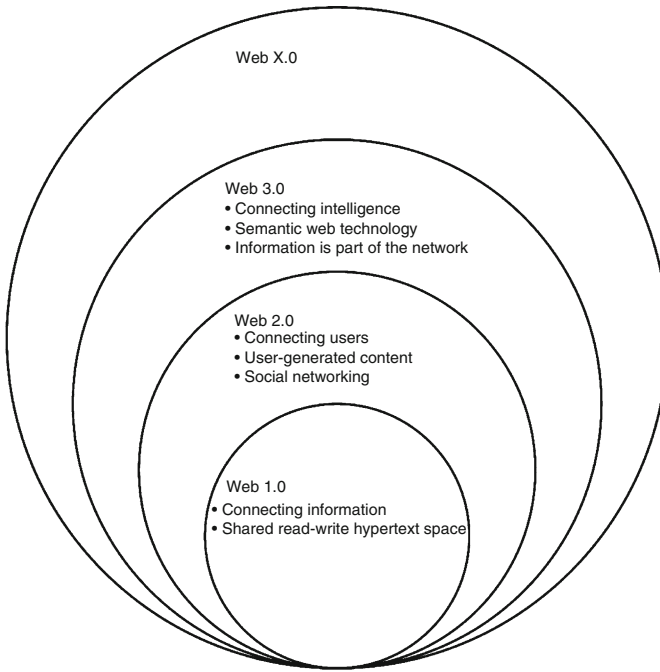 Web X.0
Web 3.0
• Connecting intelligence
• Semantic web technology
• Information is part of the network
Web 2.0
• Connecting users
• User-generated content
• Social networking
Web 1.0
• Connecting information
• Shared read-write hypertext space